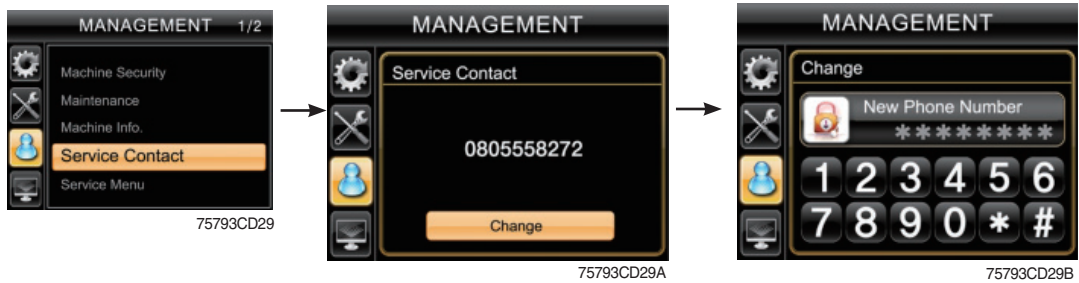 MANAGEMENT 1/2
Machine Security
Maintenance
Machine Info.
Service Contact
Service Menu
75793CD29
MANAGEMENT
Service Contact
0805558272
Change
75793CD29A
MANAGEMENT
Change
New Phone Number
********
1 2 3 4 5 6
7 8 9 0 * #
75793CD29B